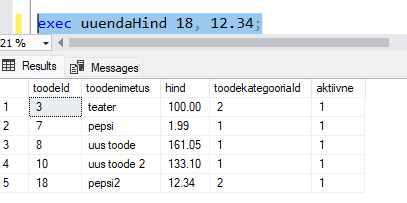 exec uuendaHind 18, 12.34;
21 %
Results Messages
toodeId toodenimetus hind toodekategooriaId aktiivne
1 3 teater 100.00 2 1
2 7 pepsi 1.99 1 1
3 8 uus toode 161.05 1 1
4 10 uus toode 2 133.10 1 1
5 18 pepsi2 12.34 2 1